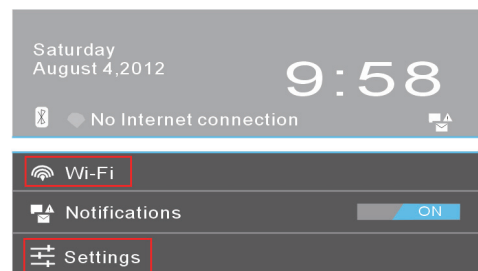 Saturday
August 4,2012
9:58
No Internet connection
Wi-Fi
Notifications ON
Settings